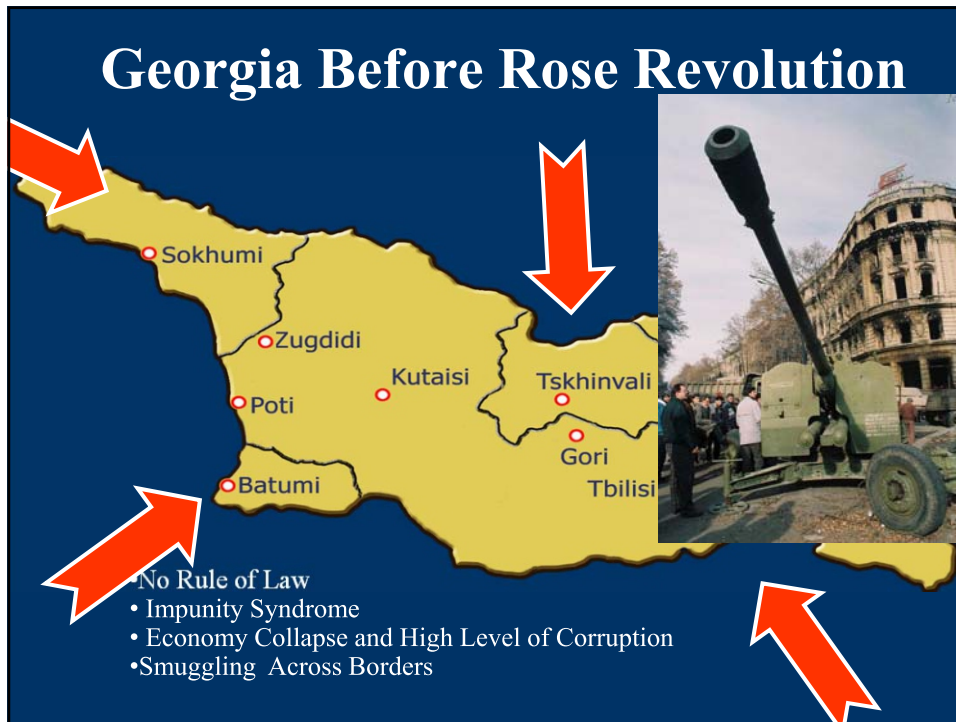 Georgia Before Rose Revolution
Sokhumi
Zugdidi
Kutaisi
Tskhinvali
Poti
Gori
Batumi
Tbilisi
•No Rule of Law
• Impunity Syndrome
• Economy Collapse and High Level of Corruption
•Smuggling Across Borders